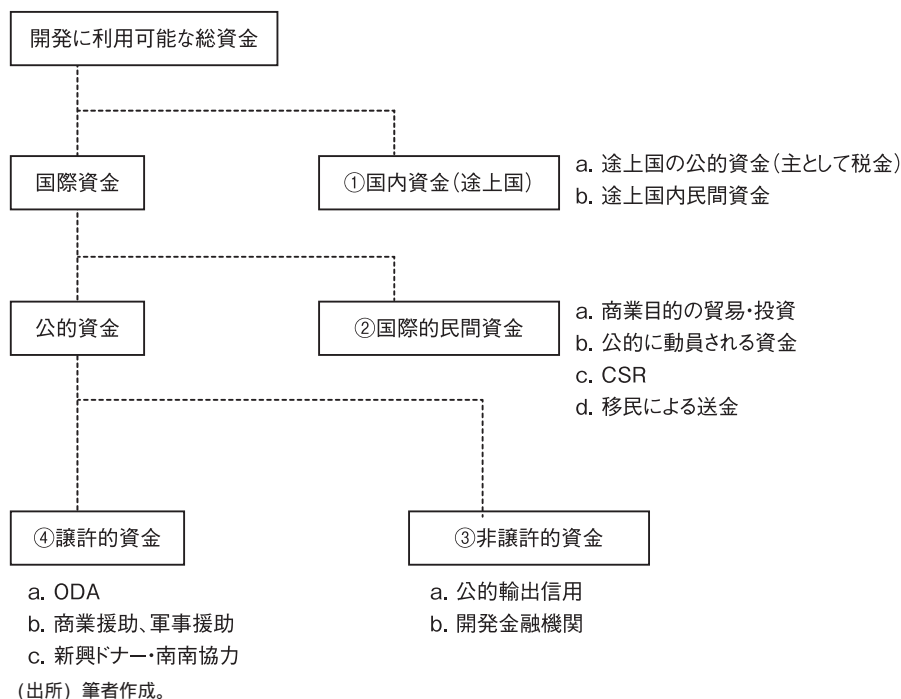 開発に利用可能な総資金
国際資金
①国内資金(途上国)
a. 途上国の公的資金(主として税金)
b. 途上国内民間資金
公的資金
②国際的民間資金
a. 商業目的の貿易・投資
b. 公的に動員される資金
c. CSR
d. 移民による送金
④譲許的資金
③非譲許的資金
a. ODA
b. 商業援助、軍事援助
c. 新興ドナー・南南協力
a. 公的輸出信用
b. 開発金融機関
(出所) 筆者作成。